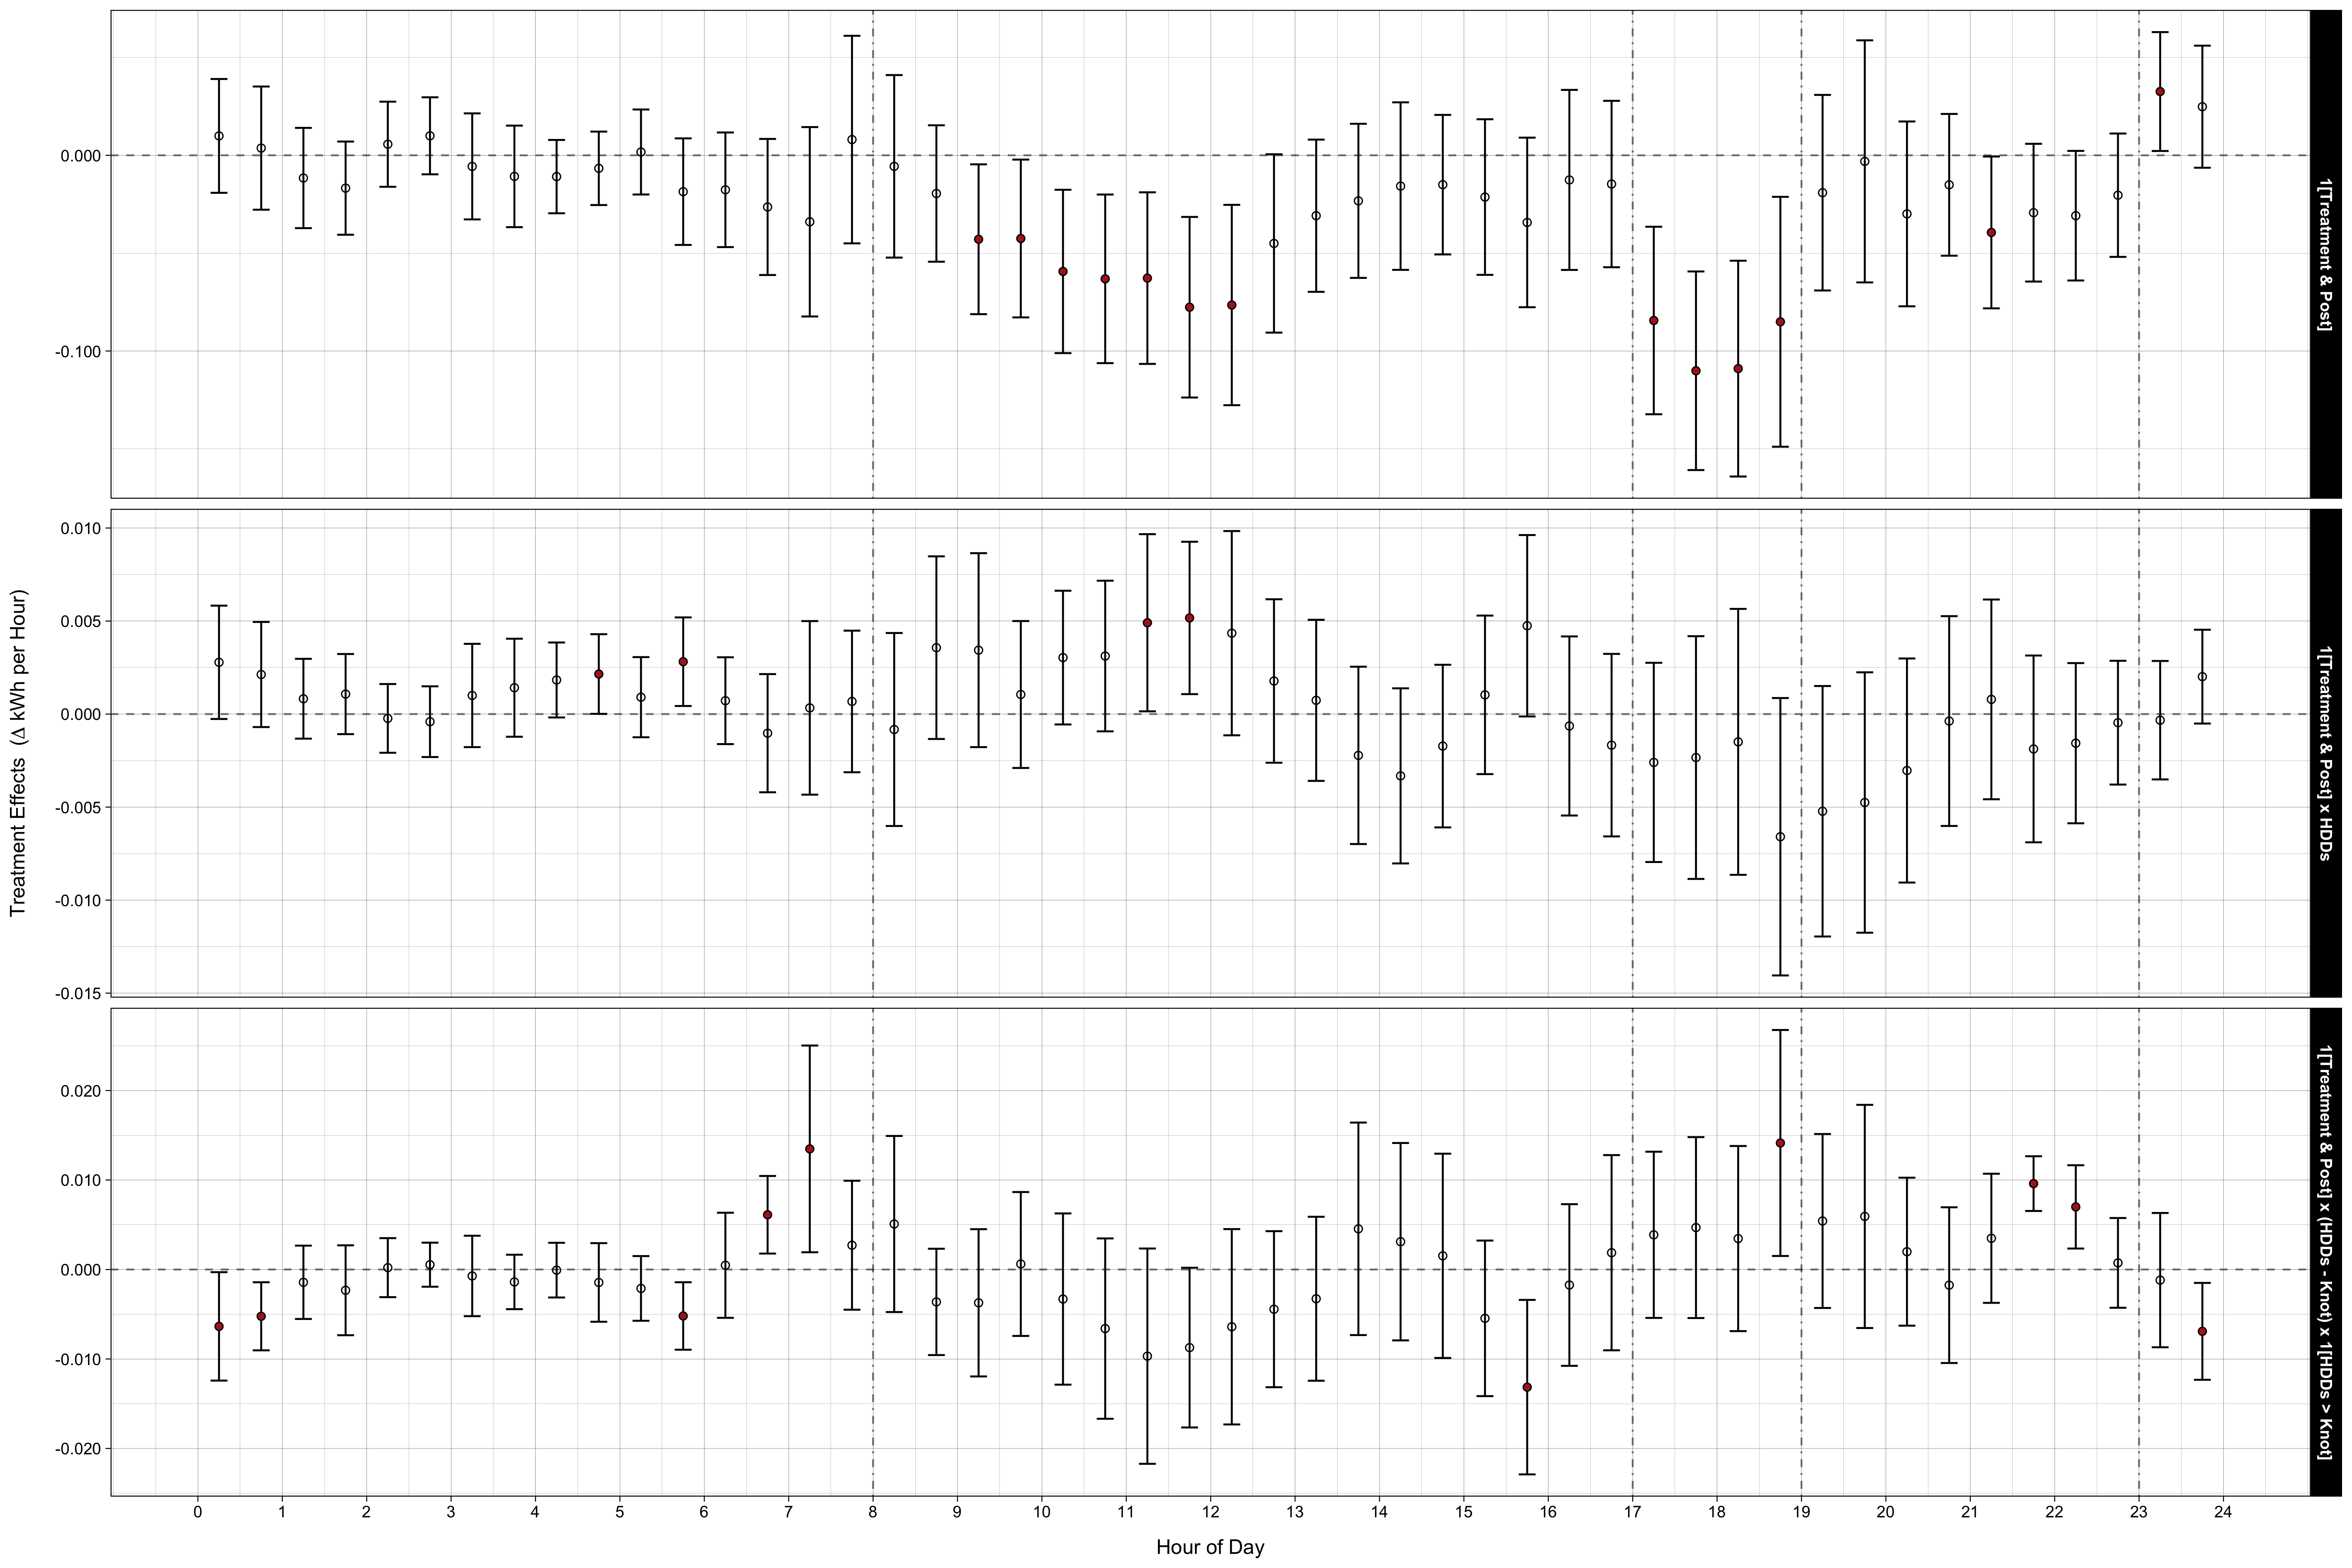 0.000
-0.100
1[Treatment & Post]
Treatment Effects (Δ kWh per Hour)
0.010
0.005
0.000
-0.005
-0.010
-0.015
1[Treatment & Post] x HDDs
0.020
0.010
0.000
-0.010
-0.020
1[Treatment & Post] x (HDDs - Knot) x 1[HDDs > Knot]
0 1 2 3 4 5 6 7 8 9 10 11 12 13 14 15 16 17 18 19 20 21 22 23 24
Hour of Day